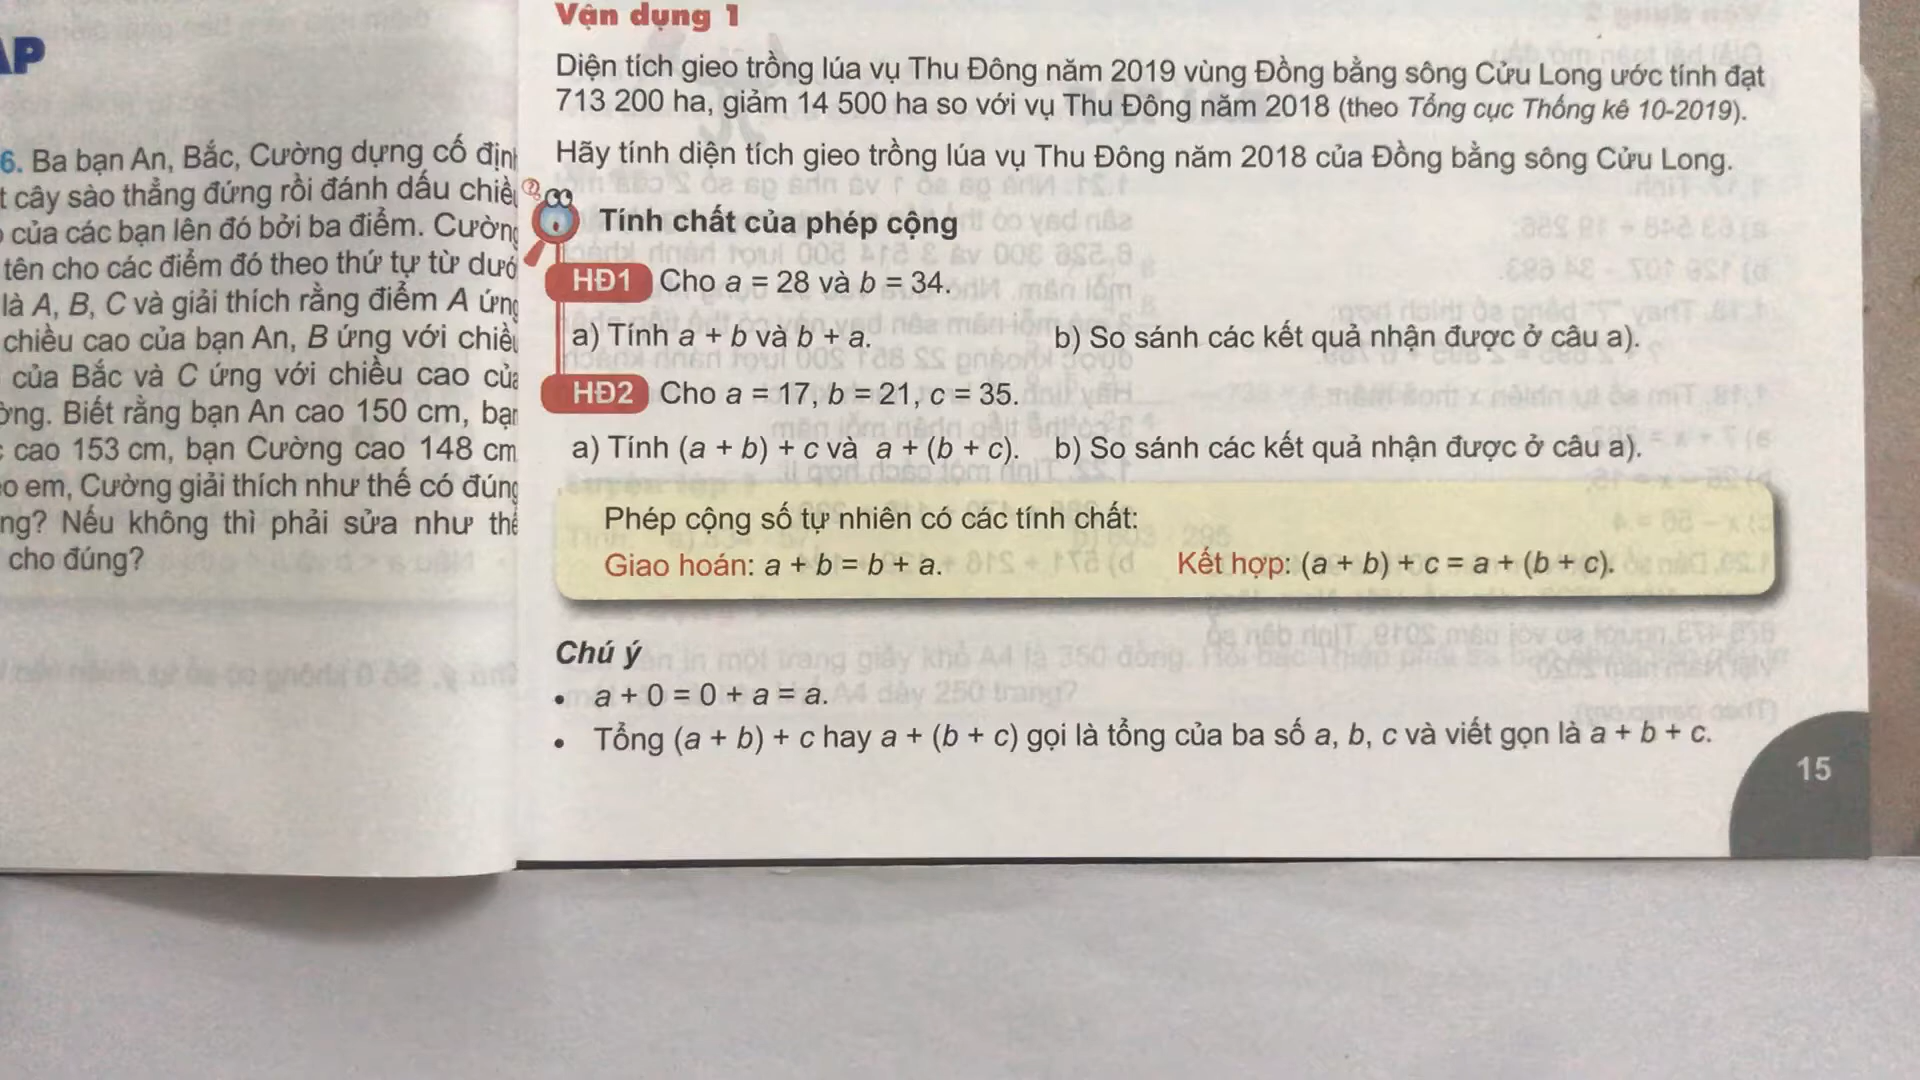 ẬP
6. Ba bạn An, Bắc, Cường dựng cố định
t cây sào thẳng đứng rồi đánh dấu chiều
của các bạn lên đó bởi ba điểm. Cường
tên cho các điểm đó theo thứ tự từ dưới
là A, B, C và giải thích rằng điểm A ứng
chiều cao của bạn An, B ứng với chiều
của Bắc và C ứng với chiều cao của
ờng. Biết rằng bạn An cao 150 cm, bạn
c cao 153 cm, bạn Cường cao 148 cm
eo em, Cường giải thích như thế có đúng
ng? Nếu không thì phải sửa như thế
cho đúng?
Vận dụng 1
Diện tích gieo trồng lúa vụ Thu Đông năm 2019 vùng Đồng bằng sông Cửu Long ước tính đạt
713 200 ha, giảm 14 500 ha so với vụ Thu Đông năm 2018 (theo Tổng cục Thống kê 10-2019).
Hãy tính diện tích gieo trồng lúa vụ Thu Đông năm 2018 của Đồng bằng sông Cửu Long.
Tính chất của phép cộng
HĐ1 Cho a = 28 và b = 34.
a) Tính a + b và b + a. b) So sánh các kết quả nhận được ở câu a).
HĐ2 Cho a = 17, b = 21, c = 35.
a) Tính (a + b) + c và a + (b + c). b) So sánh các kết quả nhận được ở câu a).
Phép cộng số tự nhiên có các tính chất:
Giao hoán: a + b = b + a. Kết hợp: (a + b) + c = a + (b + c).
Chú ý
• a + 0 = 0 + a = a.
• Tổng (a + b) + c hay a + (b + c) gọi là tổng của ba số a, b, c và viết gọn là a + b + c.
15